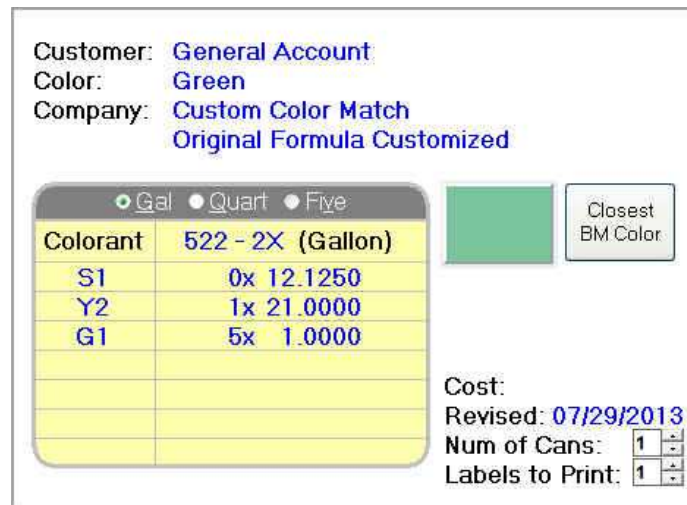 Customer: General Account
Color: Green
Company: Custom Color Match
Original Formula Customized
Gal Quart Five
Colorant 522 - 2X (Gallon)
S1 0x 12.1250
Y2 1x 21.0000
G1 5x 1.0000
Closest
BM Color
Cost:
Revised: 07/29/2013
Num of Cans: 1
Labels to Print: 1